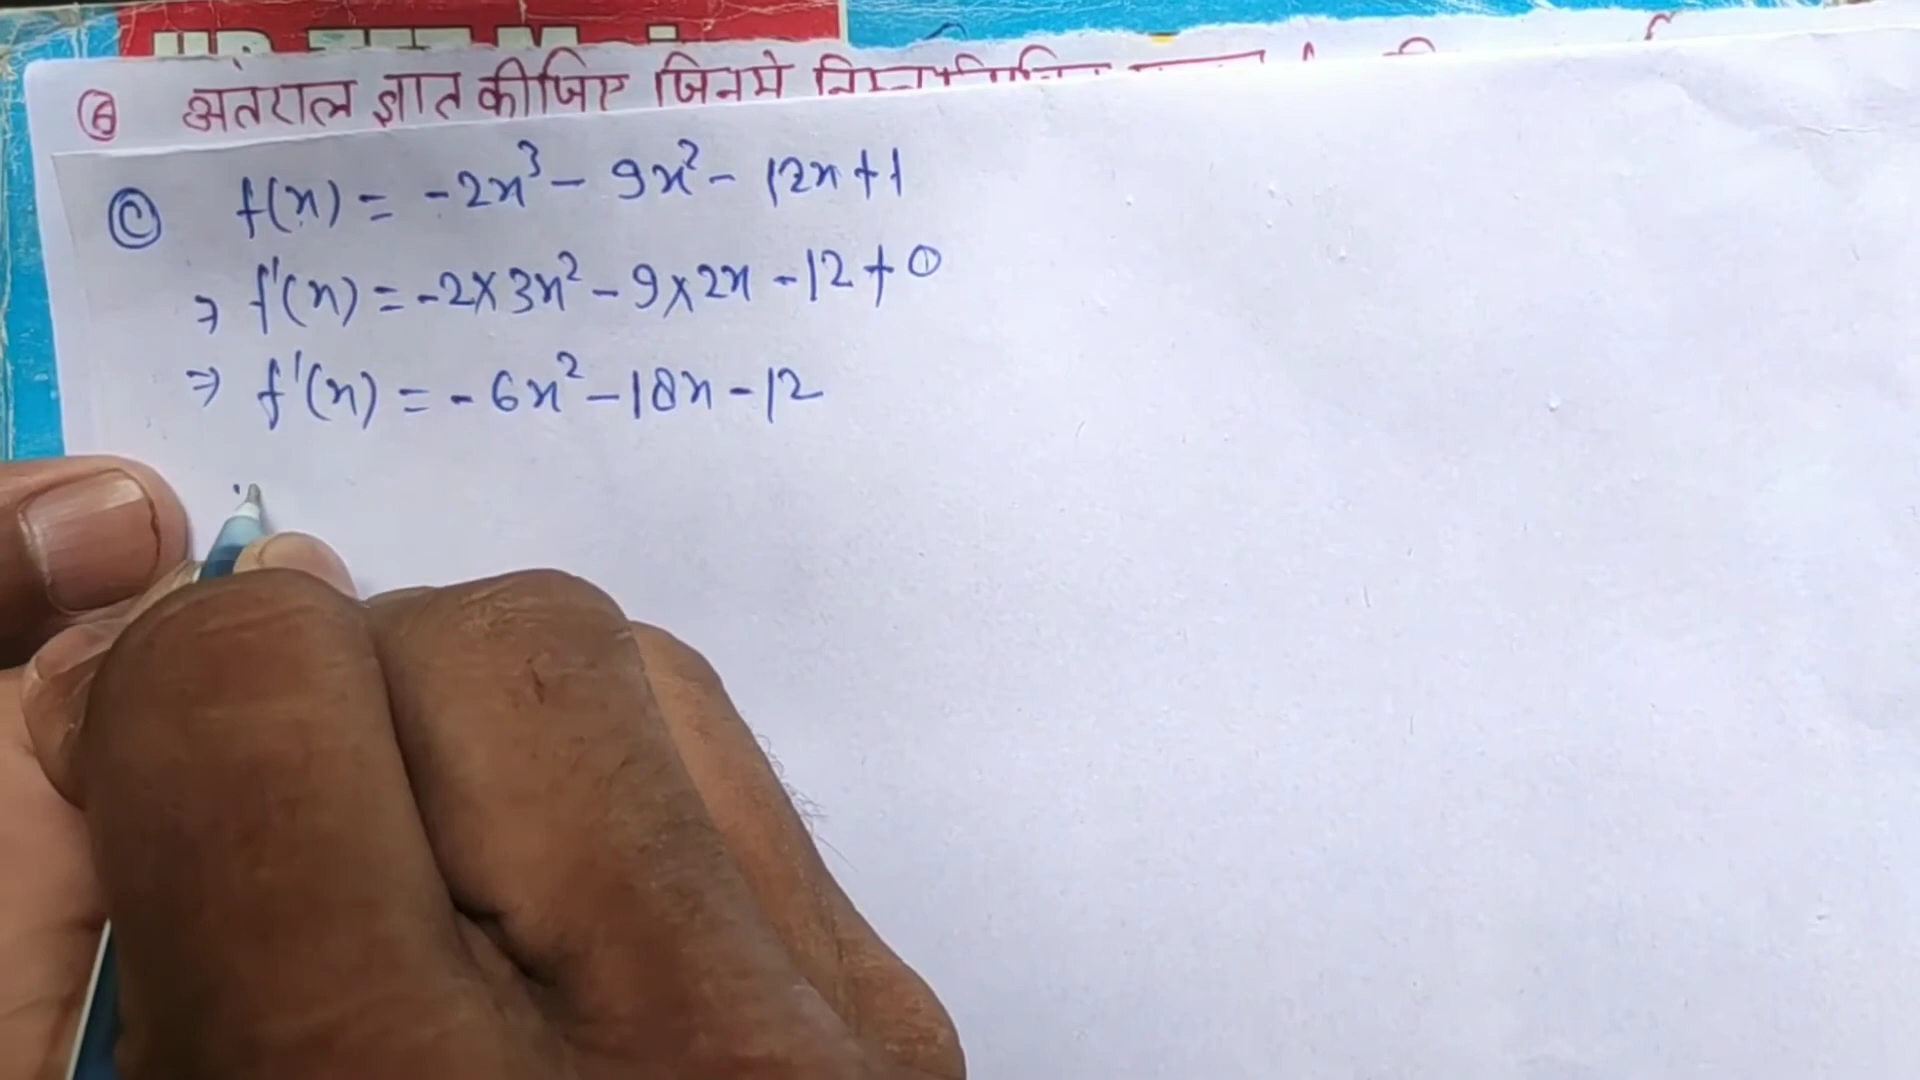 ⑥ अंतराल ज्ञात कीजिए जिनमे
Ⓒ f(x) = -2x³ - 9x² - 12x + 1
⇒ f'(x) = -2×3x² - 9×2x - 12 + 0
⇒ f'(x) = -6x² - 18x - 12